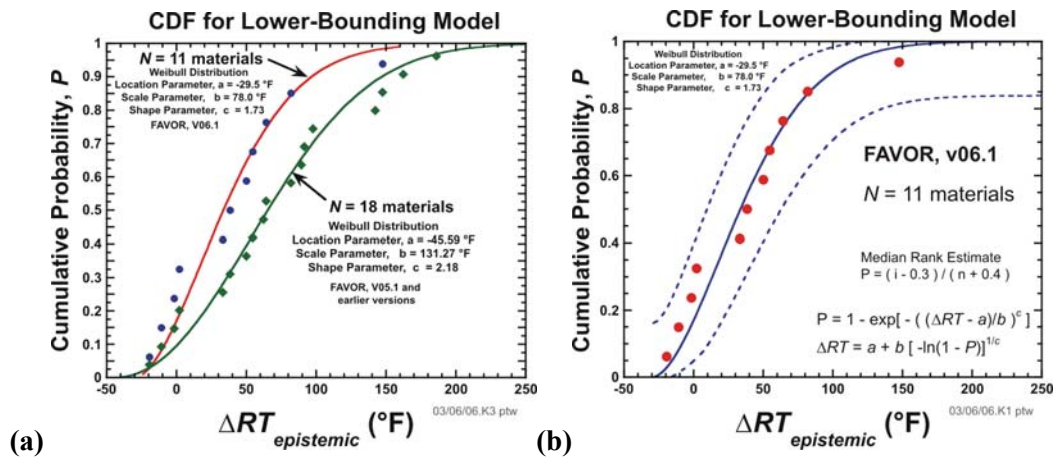 CDF for Lower-Bounding Model
1
0.9
0.8
0.7
0.6
0.5
0.4
0.3
0.2
0.1
0
Cumulative Probability, P
N = 11 materials
Weibull Distribution
Location Parameter, a = -29.5 °F
Scale Parameter, b = 78.0 °F
Shape Parameter, c = 1.73
FAVOR, V06.1
N = 18 materials
Weibull Distribution
Location Parameter, a = -45.59 °F
Scale Parameter, b = 131.27 °F
Shape Parameter, c = 2.18
FAVOR, V05.1 and
earlier versions
-50 0 50 100 150 200 250
03/06/06.K3 ptw
ΔRT epistemic (°F)
(a)
CDF for Lower-Bounding Model
1
0.8
0.6
0.4
0.2
0
Cumulative Probability, P
Weibull Distribution
Location Parameter, a = -29.5 °F
Scale Parameter, b = 78.0 °F
Shape Parameter, c = 1.73
FAVOR, v06.1
N = 11 materials
Median Rank Estimate
P = ( i - 0.3 ) / ( n + 0.4 )
P = 1 - exp[ - ( (ΔRT - a)/b )^c ]
ΔRT = a + b [ -ln(1 - P)]^1/c
-50 0 50 100 150 200 250
03/06/06.K1 ptw
ΔRT epistemic (°F)
(b)